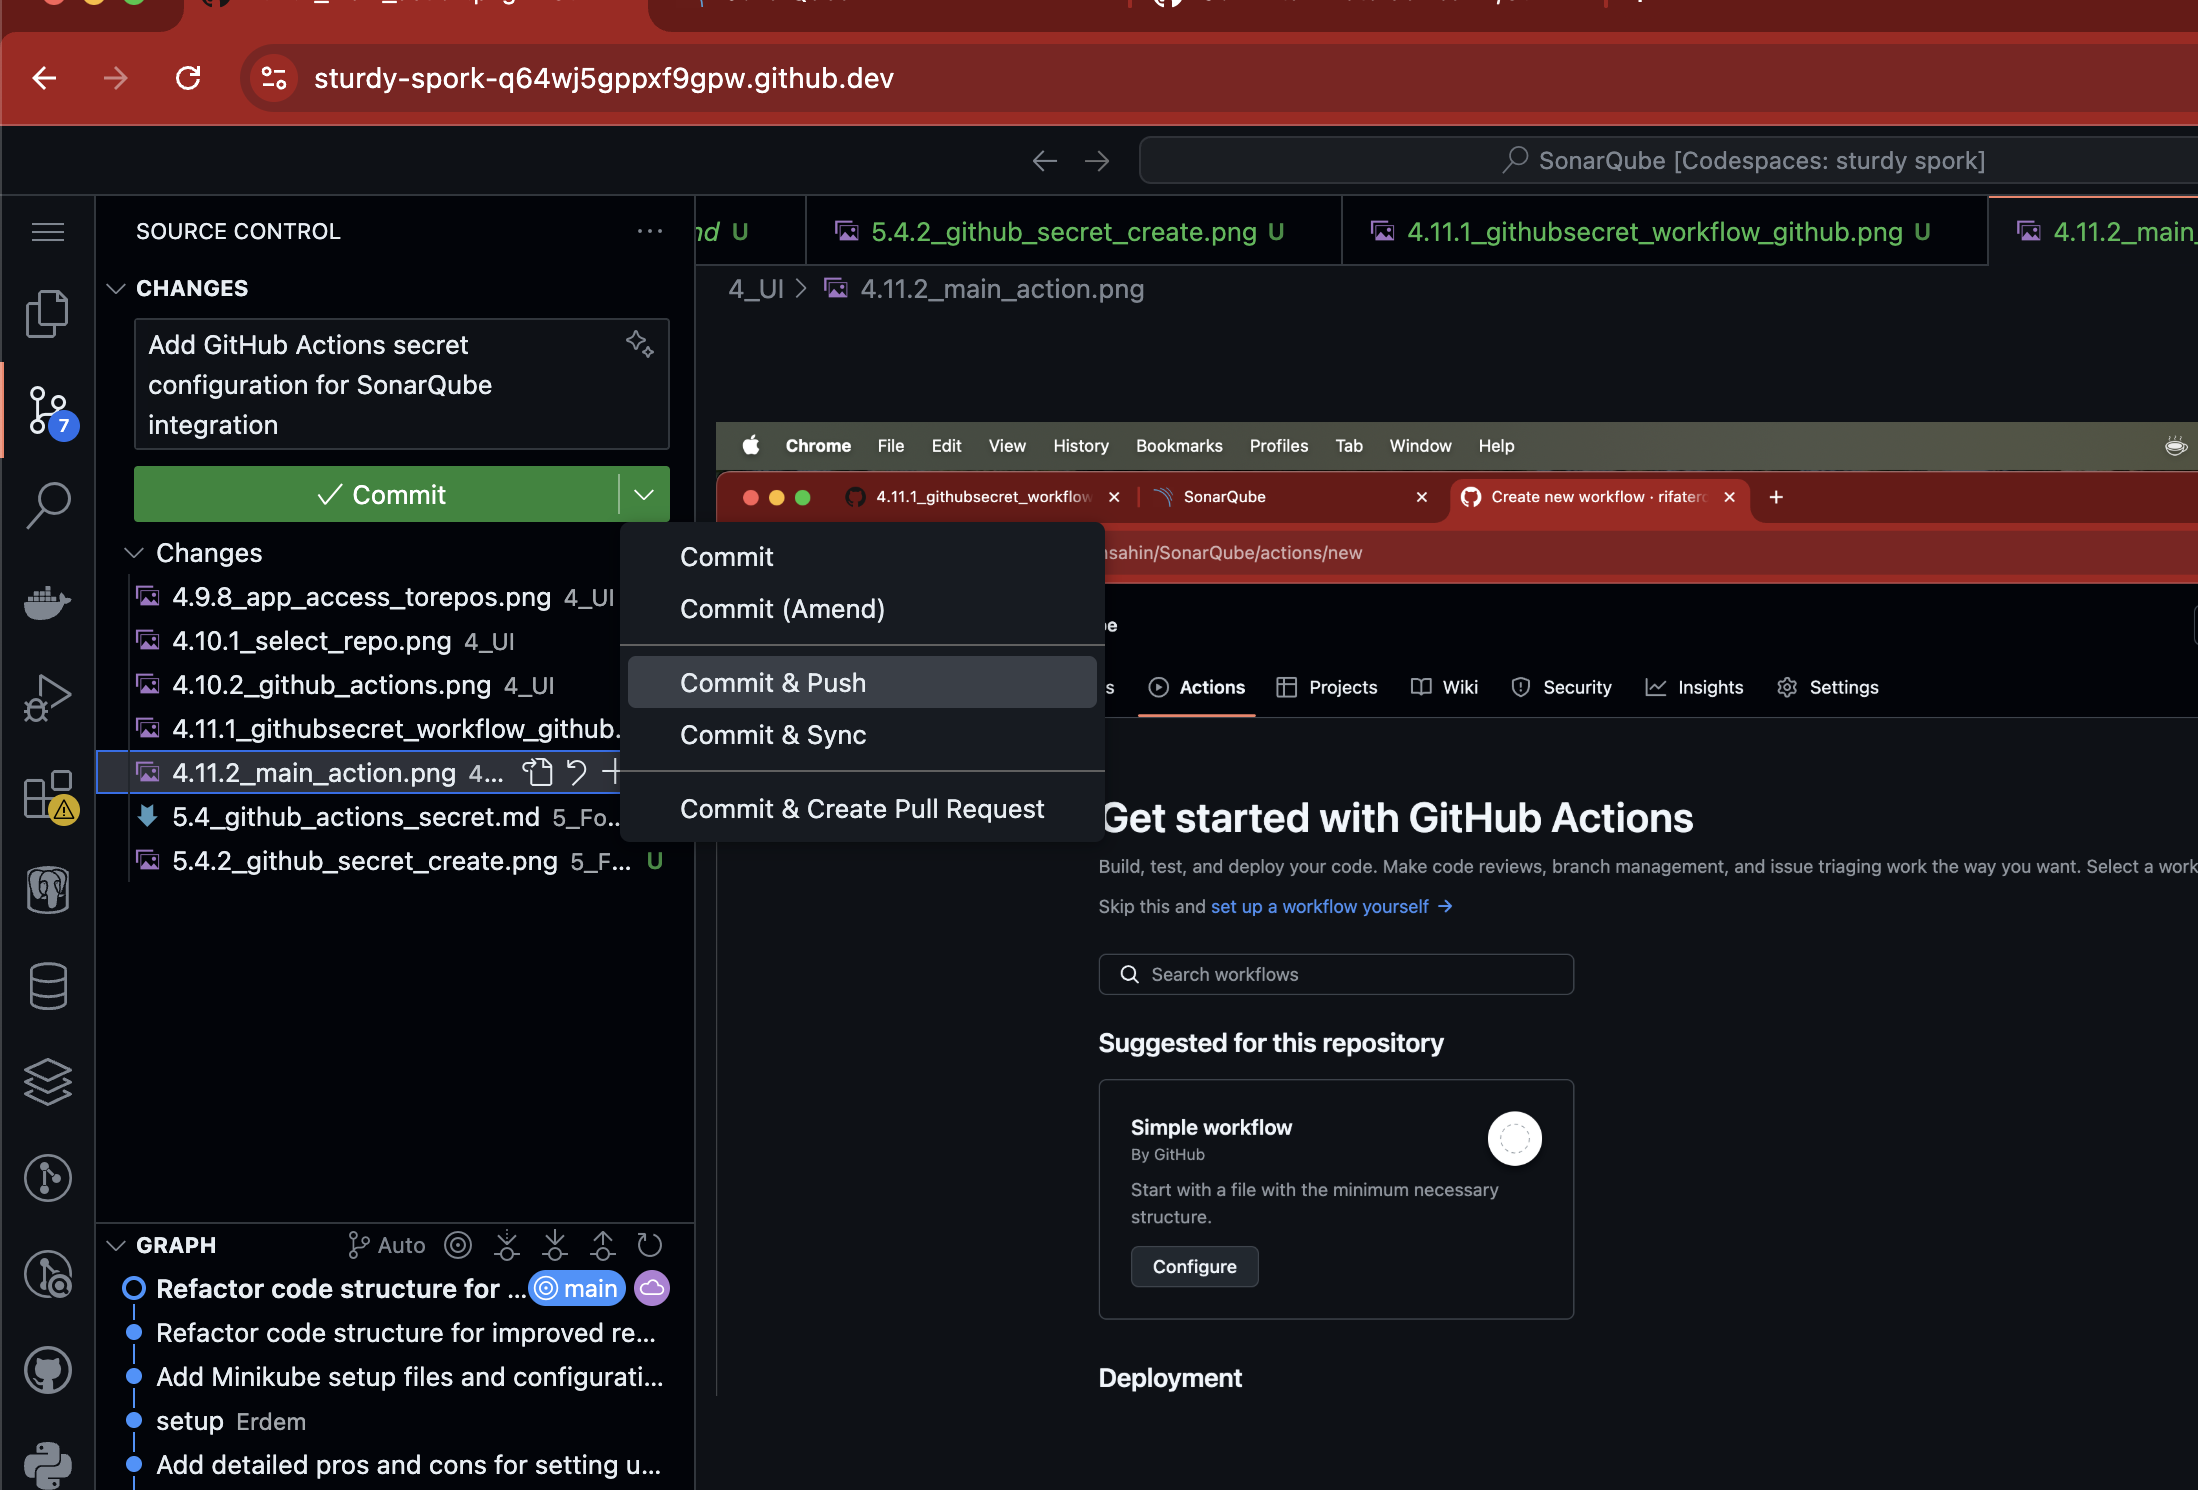 sturdy-spork-q64wj5gppxf9gpw.github.dev
SonarQube [Codespaces: sturdy spork]
SOURCE CONTROL
U
5.4.2_github_secret_create.png U
4.11.1_githubsecret_workflow_github.png U
4.11.2_main_
CHANGES
4_UI > 4.11.2_main_action.png
Add GitHub Actions secret
configuration for SonarQube
integration
7
Commit
Chrome File Edit View History Bookmarks Profiles Tab Window Help
4.11.1_githubsecret_workflow
SonarQube
Create new workflow · rifater
nsahin/SonarQube/actions/new
Changes
4.9.8_app_access_torepos.png 4_UI
4.10.1_select_repo.png 4_UI
4.10.2_github_actions.png 4_UI
4.11.1_githubsecret_workflow_github.
4.11.2_main_action.png 4...
5.4_github_actions_secret.md 5_Fo...
5.4.2_github_secret_create.png 5_F... U
Commit
Commit (Amend)
Commit & Push
Commit & Sync
Commit & Create Pull Request
be
s Actions Projects Wiki Security Insights Settings
Get started with GitHub Actions
Build, test, and deploy your code. Make code reviews, branch management, and issue triaging work the way you want. Select a work
Skip this and set up a workflow yourself →
Search workflows
Suggested for this repository
Simple workflow
By GitHub
Start with a file with the minimum necessary
structure.
Configure
Deployment
GRAPH Auto
Refactor code structure for ... main
Refactor code structure for improved re...
Add Minikube setup files and configurati...
setup Erdem
Add detailed pros and cons for setting u...